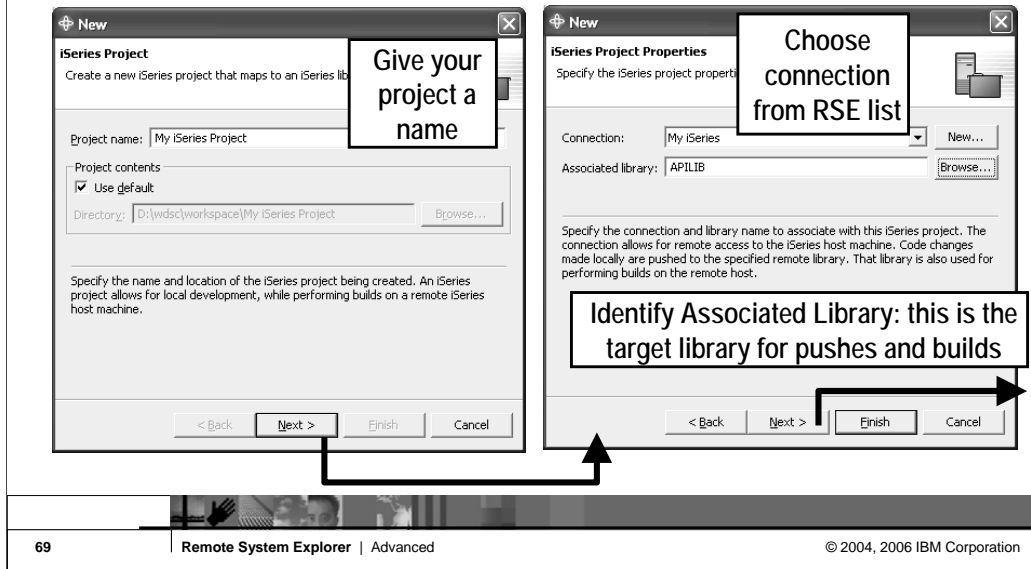 New
iSeries Project
Create a new iSeries project that maps to an iSeries lib
Give your
project a
name
Project name: My iSeries Project
Project contents
Use default
Directory: D:\wdsc\workspace\My iSeries Project Browse...
Specify the name and location of the iSeries project being created. An iSeries
project allows for local development, while performing builds on a remote iSeries
host machine.
< Back Next > Finish Cancel
New
iSeries Project Properties
Specify the iSeries project properti
Choose
connection
from RSE list
Connection: My iSeries New...
Associated library: APILIB Browse...
Specify the connection and library name to associate with this iSeries project. The
connection allows for remote access to the iSeries host machine. Code changes
made locally are pushed to the specified remote library. That library is also used for
performing builds on the remote host.
Identify Associated Library: this is the
target library for pushes and builds
< Back Next > Finish Cancel
69 Remote System Explorer | Advanced © 2004, 2006 IBM Corporation